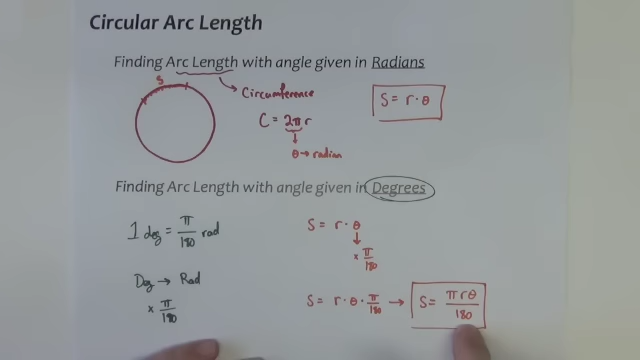 Circular Arc Length
Finding Arc Length with angle given in Radians
S
Circumference
C = 2πr
θ → radian
S = r · θ
Finding Arc Length with angle given in Degrees
1 deg = π/180 rad
Deg → Rad
× π/180
S = r · θ
× π/180
S = r · θ · π/180 → S = πrθ/180